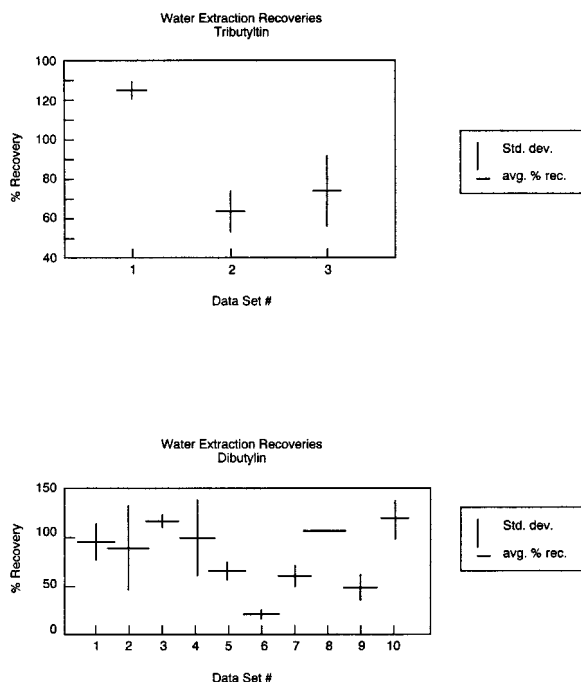 Water Extraction Recoveries
Tributyltin
100
120
100
80
60
40
% Recovery
1 2 3
Data Set #
Std. dev.
avg. % rec.
Water Extraction Recoveries
Dibutylin
150
100
50
0
% Recovery
1 2 3 4 5 6 7 8 9 10
Data Set #
Std. dev.
avg. % rec.